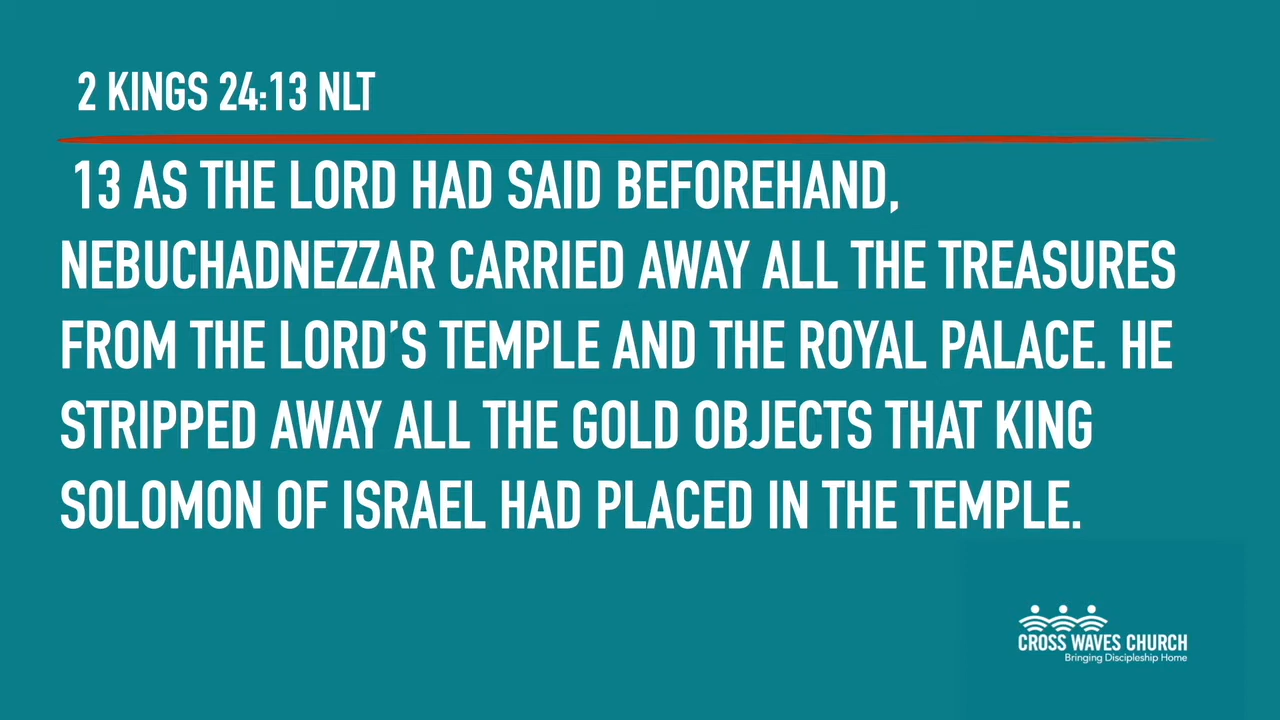 2 KINGS 24:13 NLT
13 AS THE LORD HAD SAID BEFOREHAND,
NEBUCHADNEZZAR CARRIED AWAY ALL THE TREASURES
FROM THE LORD’S TEMPLE AND THE ROYAL PALACE. HE
STRIPPED AWAY ALL THE GOLD OBJECTS THAT KING
SOLOMON OF ISRAEL HAD PLACED IN THE TEMPLE.
CROSS WAVES CHURCH
Bringing Discipleship Home